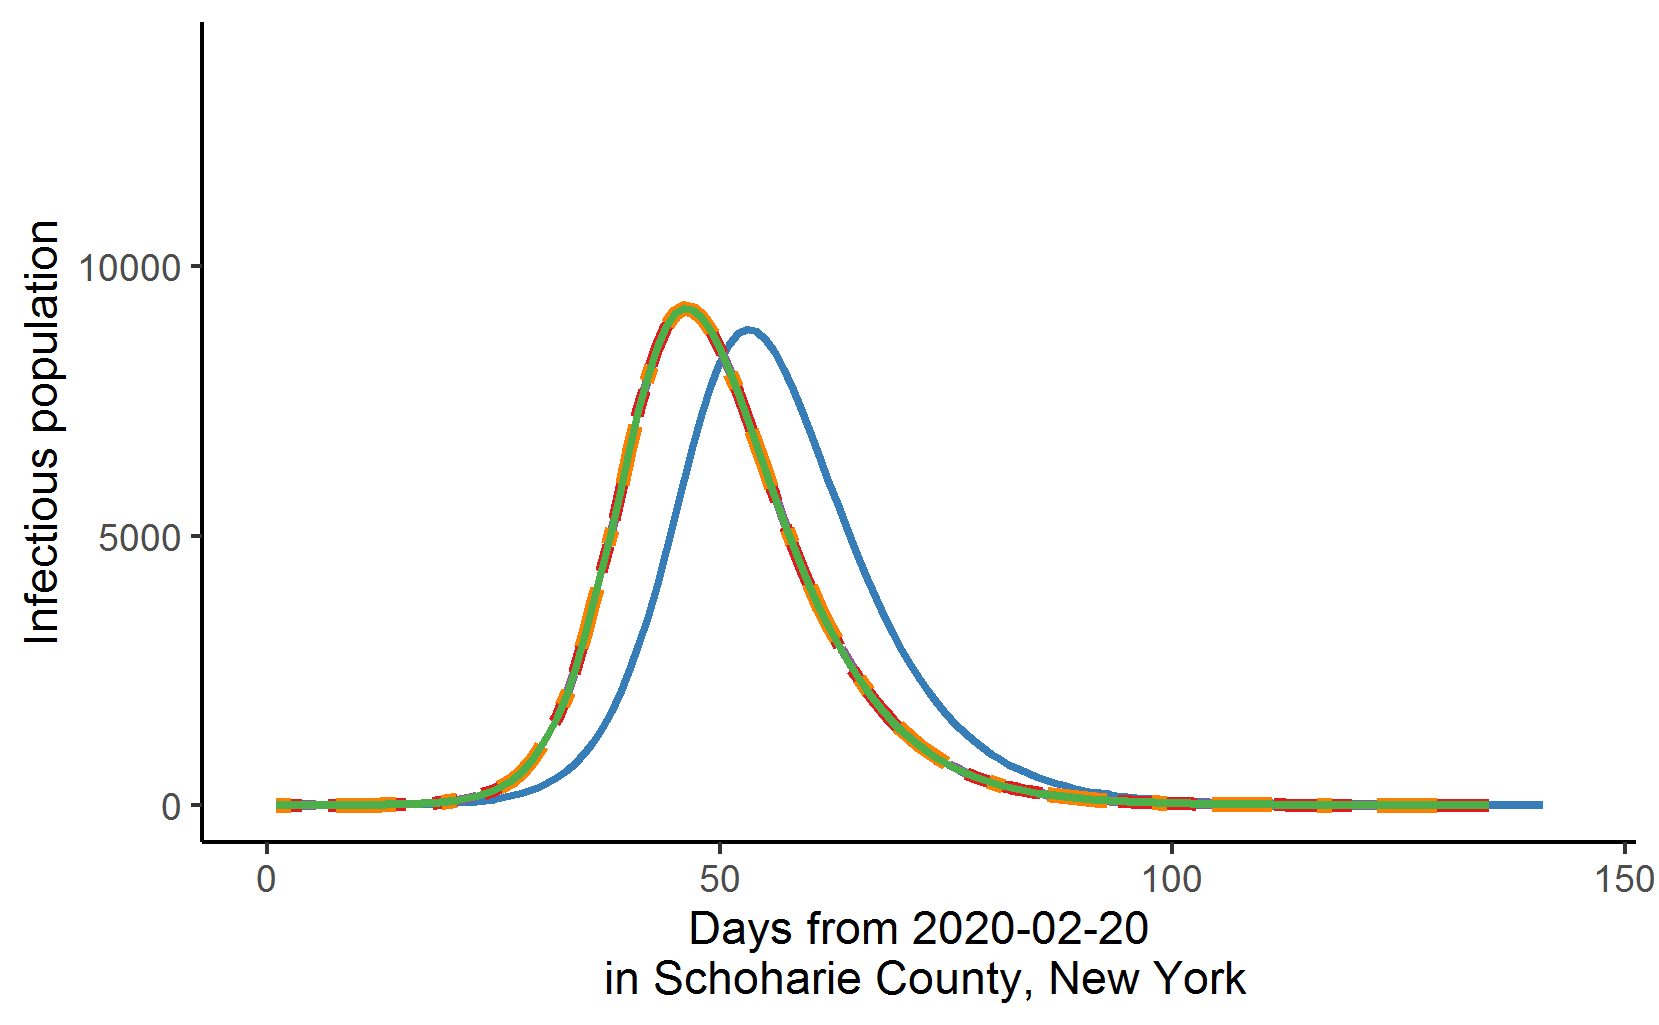 Infectious population
10000
5000
0
0 50 100 150
Days from 2020-02-20
in Schoharie County, New York